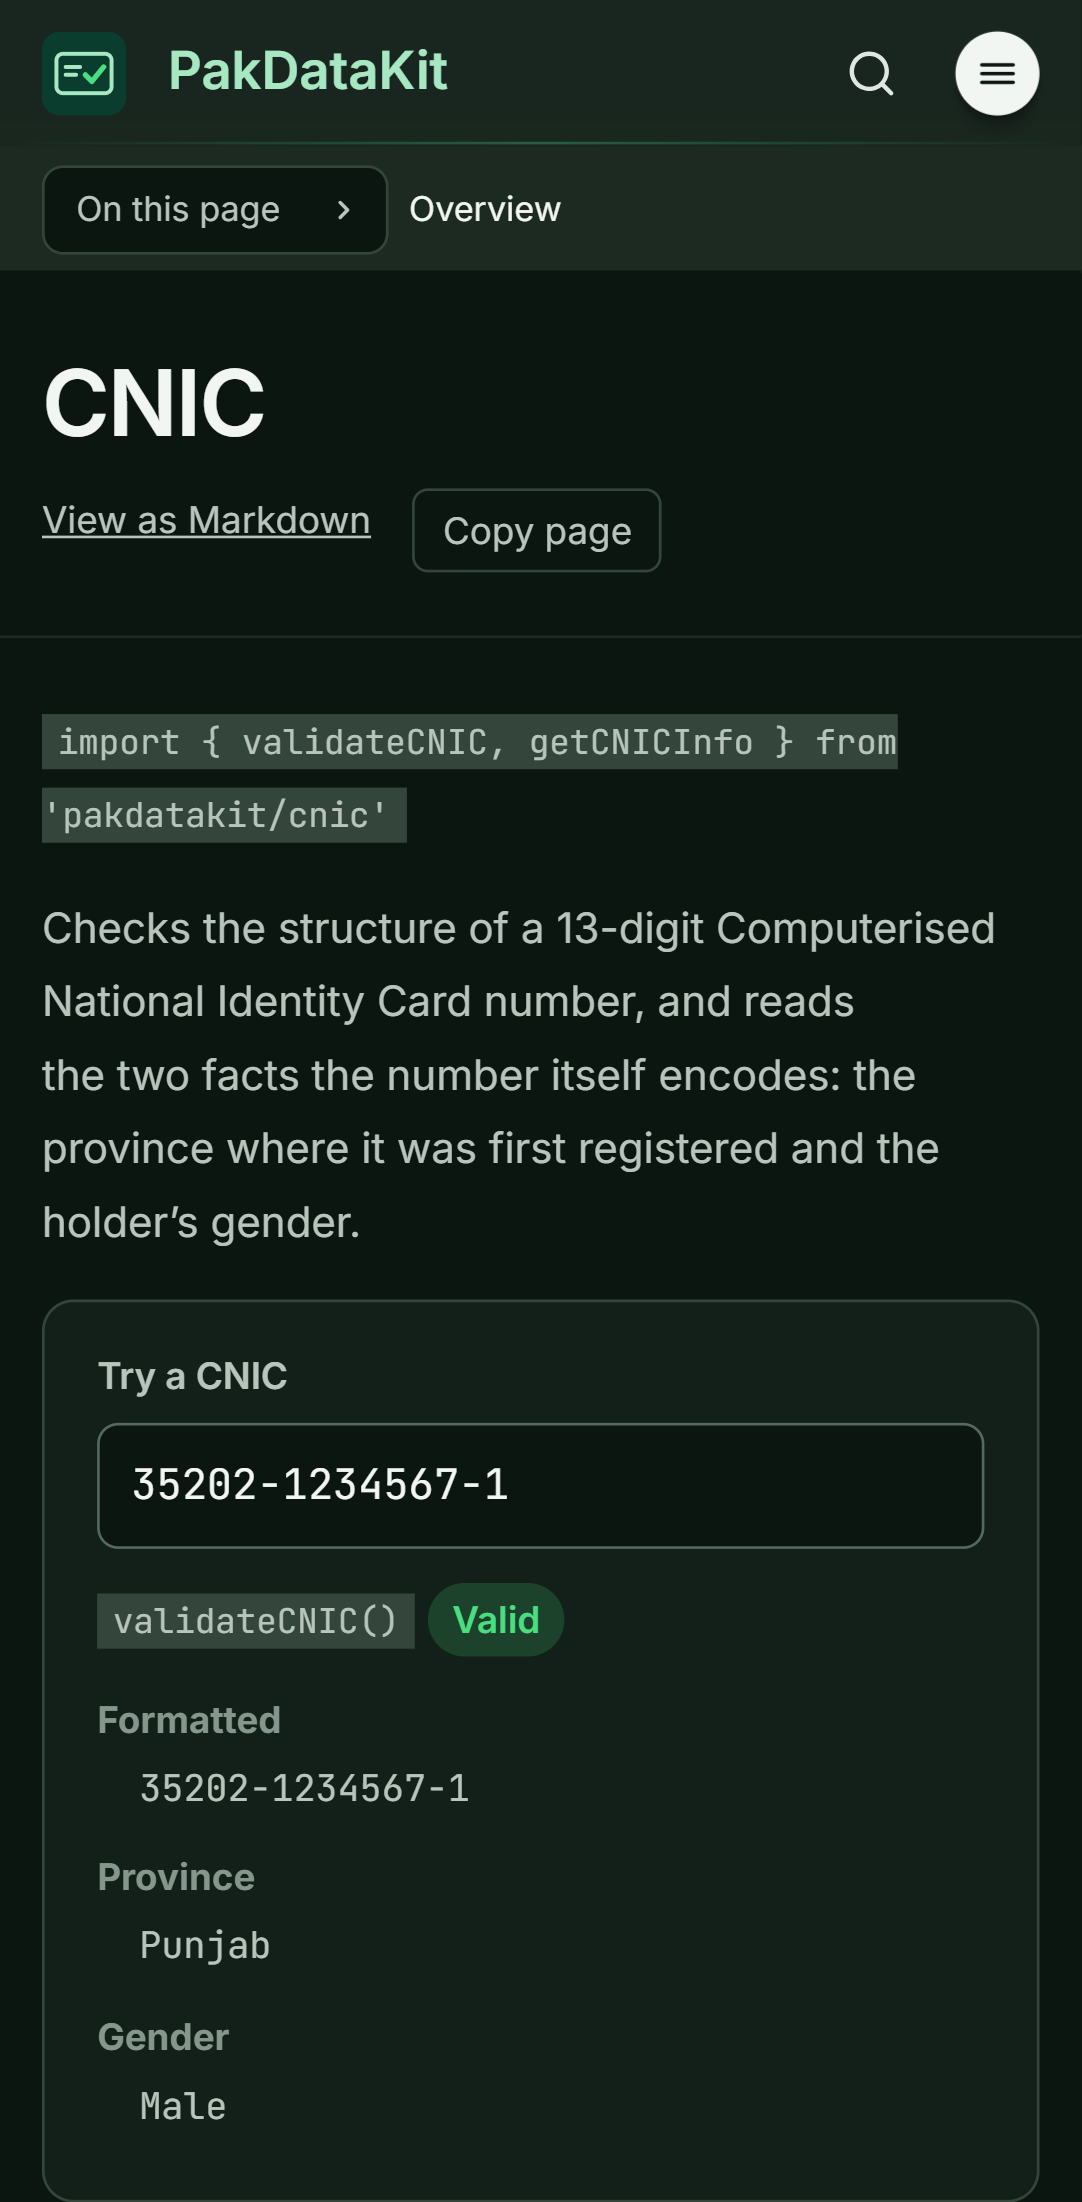 PakDataKit
On this page
Overview
CNIC
View as Markdown
Copy page
import { validateCNIC, getCNICInfo } from
'pakdatakit/cnic'
Checks the structure of a 13-digit Computerised
National Identity Card number, and reads
the two facts the number itself encodes: the
province where it was first registered and the
holder’s gender.
Try a CNIC
35202-1234567-1
validateCNIC() Valid
Formatted
35202-1234567-1
Province
Punjab
Gender
Male